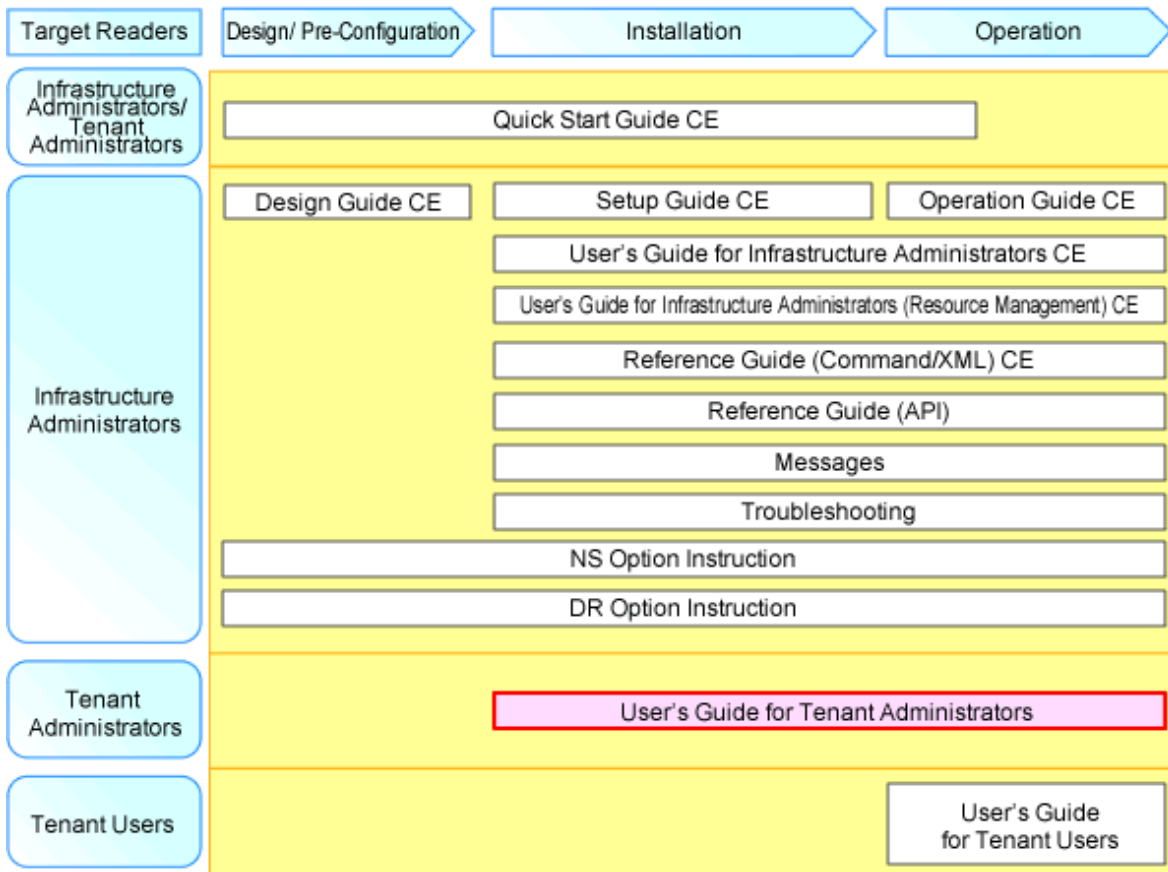 Target Readers
Design/ Pre-Configuration
Installation
Operation
Infrastructure
Administrators/
Tenant
Administrators
Quick Start Guide CE
Infrastructure
Administrators
Design Guide CE
Setup Guide CE
Operation Guide CE
User's Guide for Infrastructure Administrators CE
User's Guide for Infrastructure Administrators (Resource Management) CE
Reference Guide (Command/XML) CE
Reference Guide (API)
Messages
Troubleshooting
NS Option Instruction
DR Option Instruction
Tenant
Administrators
User's Guide for Tenant Administrators
Tenant Users
User's Guide
for Tenant Users